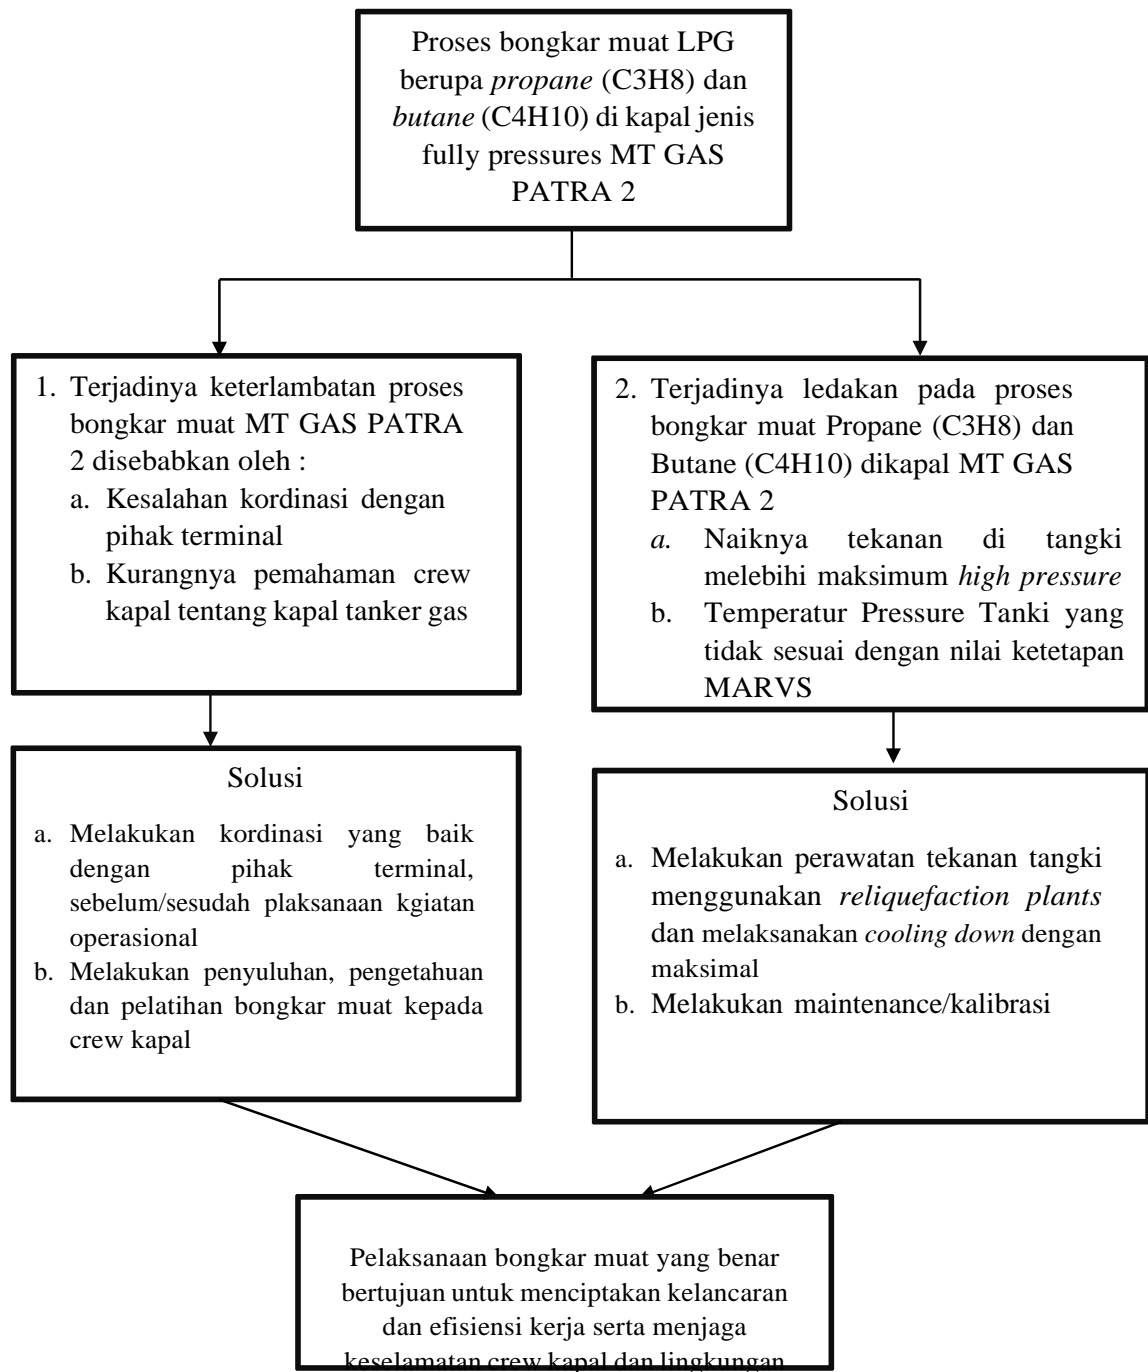 Proses bongkar muat LPG
berupa propane (C3H8) dan
butane (C4H10) di kapal jenis
fully pressures MT GAS
PATRA 2
1. Terjadinya keterlambatan proses
bongkar muat MT GAS PATRA
2 disebabkan oleh :
a. Kesalahan kordinasi dengan
pihak terminal
b. Kurangnya pemahaman crew
kapal tentang kapal tanker gas
2. Terjadinya ledakan pada proses
bongkar muat Propane (C3H8) dan
Butane (C4H10) dikapal MT GAS
PATRA 2
a. Naiknya tekanan di tangki
melebihi maksimum high pressure
b. Temperatur Pressure Tanki yang
tidak sesuai dengan nilai ketetapan
MARVS
Solusi
a. Melakukan kordinasi yang baik
dengan pihak terminal,
sebelum/sesudah plaksanaan kgiatan
operasional
b. Melakukan penyuluhan, pengetahuan
dan pelatihan bongkar muat kepada
crew kapal
Solusi
a. Melakukan perawatan tekanan tangki
menggunakan reliquefaction plants
dan melaksanakan cooling down dengan
maksimal
b. Melakukan maintenance/kalibrasi
Pelaksanaan bongkar muat yang benar
bertujuan untuk menciptakan kelancaran
dan efisiensi kerja serta menjaga
keselamatan crew kapal dan lingkungan